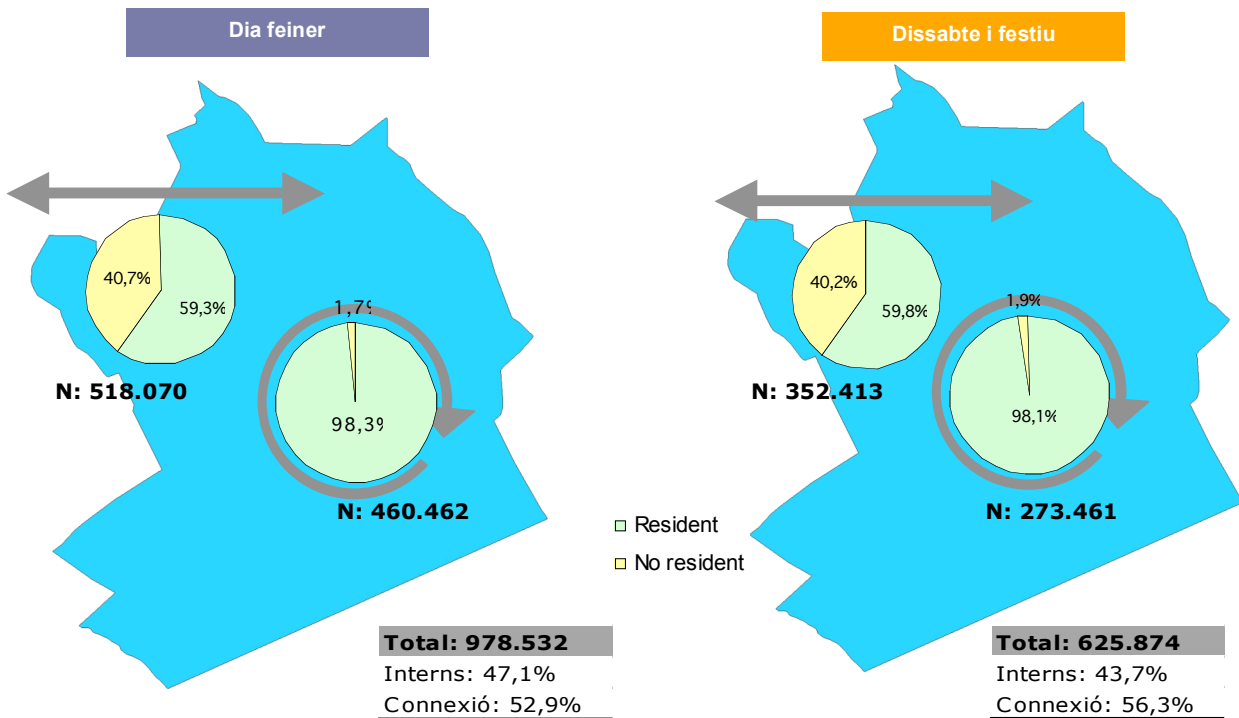 Dia feiner
Dissabte i festiu
40,7%
59,3%
1,7%
98,3%
N: 518.070
N: 460.462
40,2%
59,8%
1,9%
98,1%
N: 352.413
N: 273.461
Resident
No resident
Total: 978.532
Interns: 47,1%
Connexió: 52,9%
Total: 625.874
Interns: 43,7%
Connexió: 56,3%